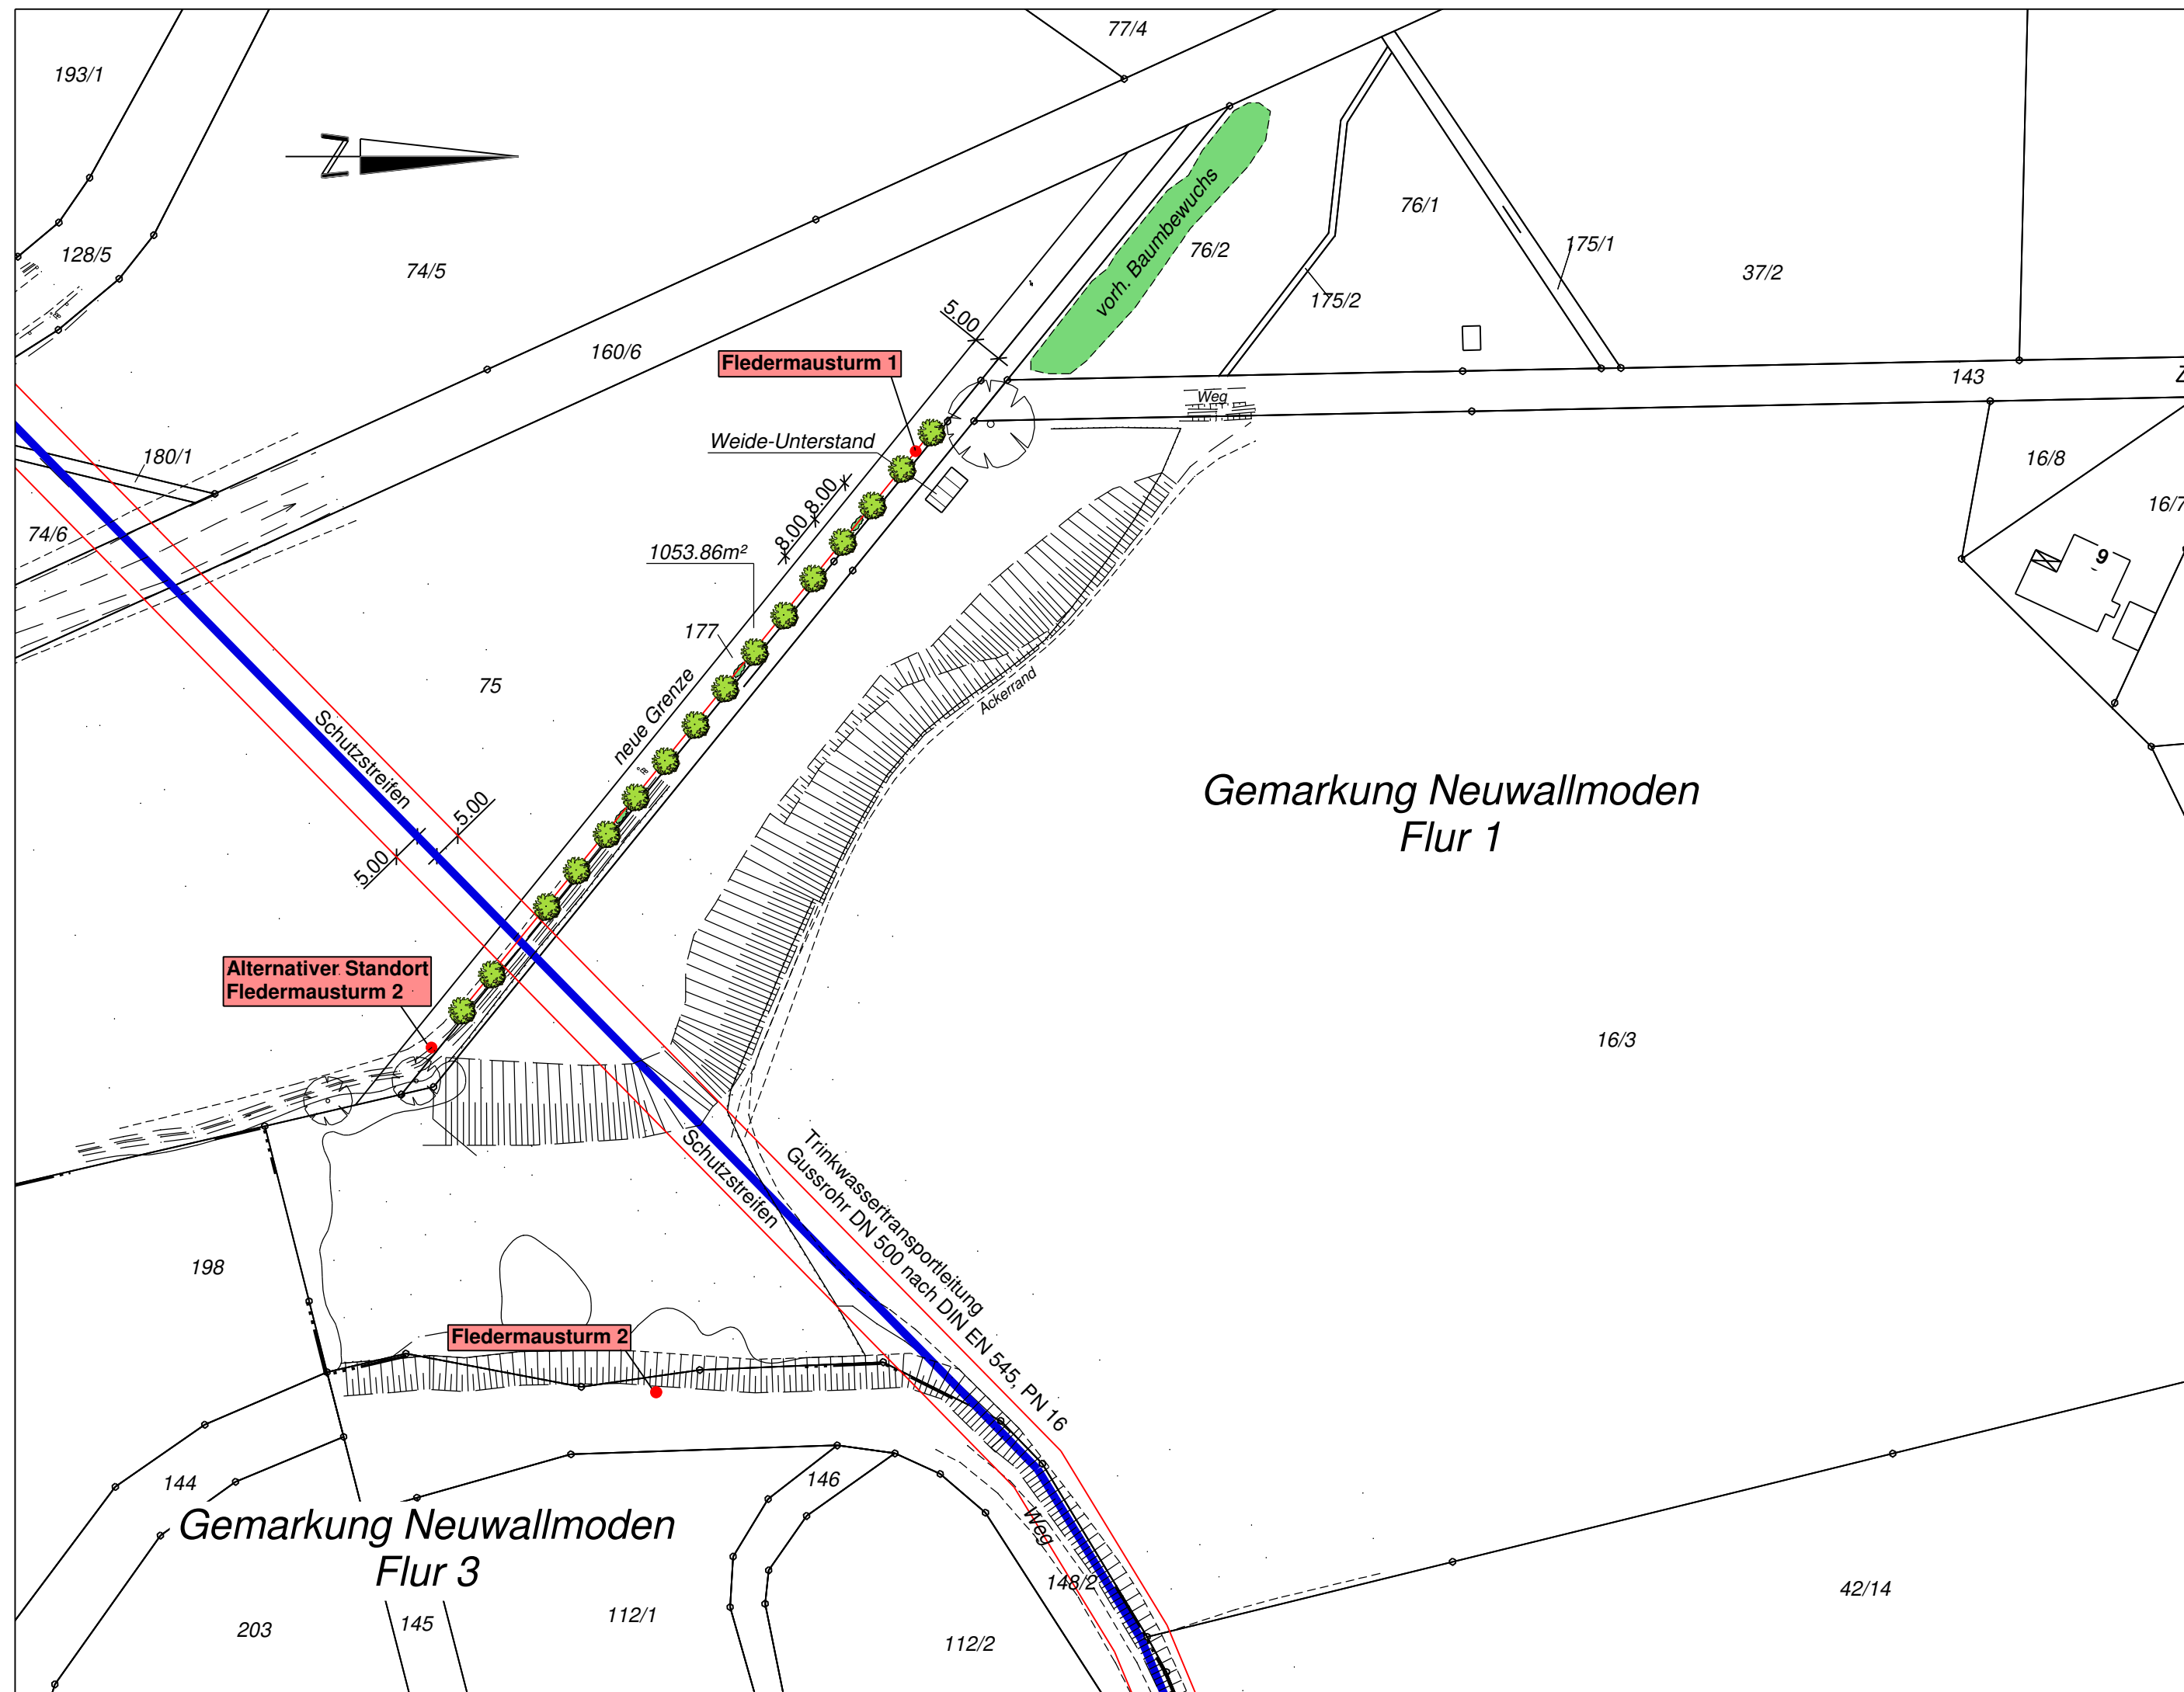 77/4
193/1
N
128/5
74/5
76/1
175/1
76/2
37/2
vorh. Baumbewuchs
175/2
5.00
160/6
Fledermausturm 1
143
Weg
Weide-Unterstand
180/1
16/8
8.00
8.00
16/7
74/6
1053.86m²
9
177
75
neue Grenze
Ackerrand
Schutzstreifen
5.00
5.00
Gemarkung Neuwallmoden
Flur 1
Alternativer Standort
Fledermausturm 2
16/3
Schutzstreifen
Trinkwassertransportleitung
Gussrohr DN 500 nach DIN EN 545, PN 16
198
Fledermausturm 2
144
146
Gemarkung Neuwallmoden
Flur 3
Weg
148/2
42/14
203
145
112/1
112/2